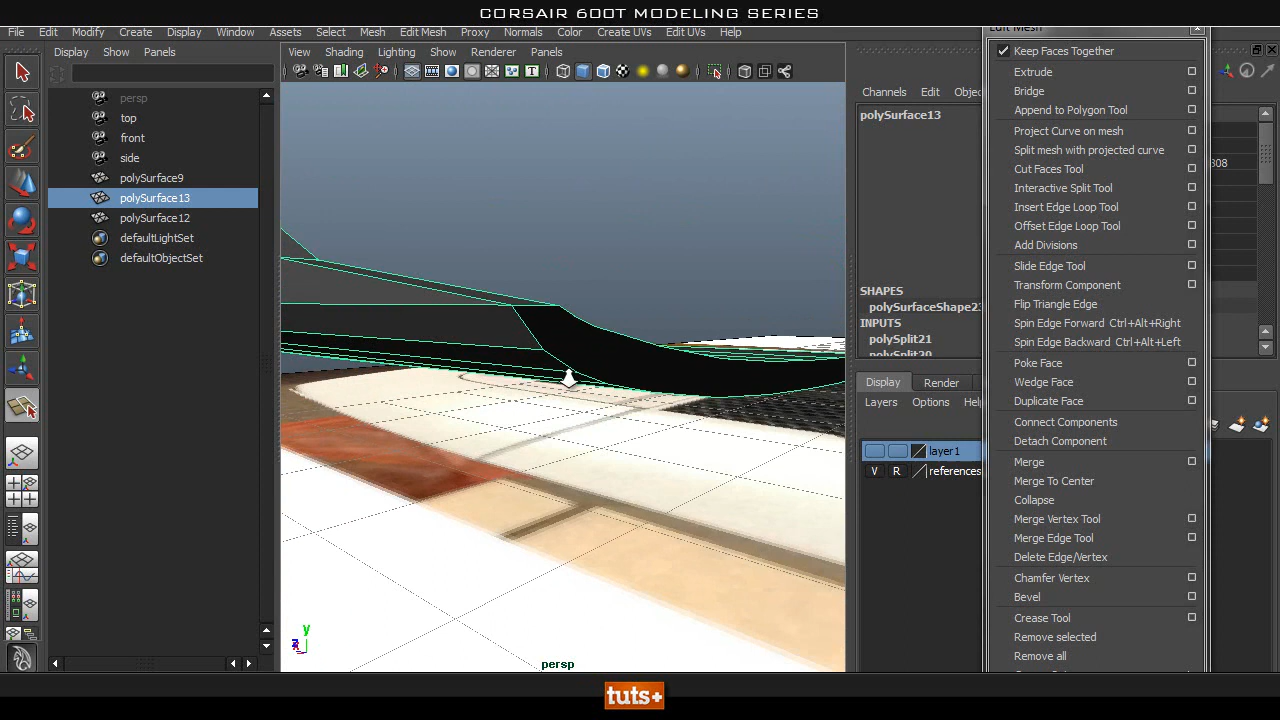 CORSAIR 600T MODELING SERIES
File Edit Modify Create Display Window Assets Select Mesh Edit Mesh Proxy Normals Color Create UVs Edit UVs Help
Display Show Panels
View Shading Lighting Show Renderer Panels
persp
top
front
side
polySurface9
polySurface13
polySurface12
defaultLightSet
defaultObjectSet
y
persp
Channels Edit Objec
polySurface13
308
SHAPES
polySurfaceShape2
INPUTS
polySplit21
polySplit20
Display Render
Layers Options Help
layer1
V R references
Edit Mesh
Keep Faces Together
Extrude
Bridge
Append to Polygon Tool
Project Curve on mesh
Split mesh with projected curve
Cut Faces Tool
Interactive Split Tool
Insert Edge Loop Tool
Offset Edge Loop Tool
Add Divisions
Slide Edge Tool
Transform Component
Flip Triangle Edge
Spin Edge Forward Ctrl+Alt+Right
Spin Edge Backward Ctrl+Alt+Left
Poke Face
Wedge Face
Duplicate Face
Connect Components
Detach Component
Merge
Merge To Center
Collapse
Merge Vertex Tool
Merge Edge Tool
Delete Edge/Vertex
Chamfer Vertex
Bevel
Crease Tool
Remove selected
Remove all
tuts+